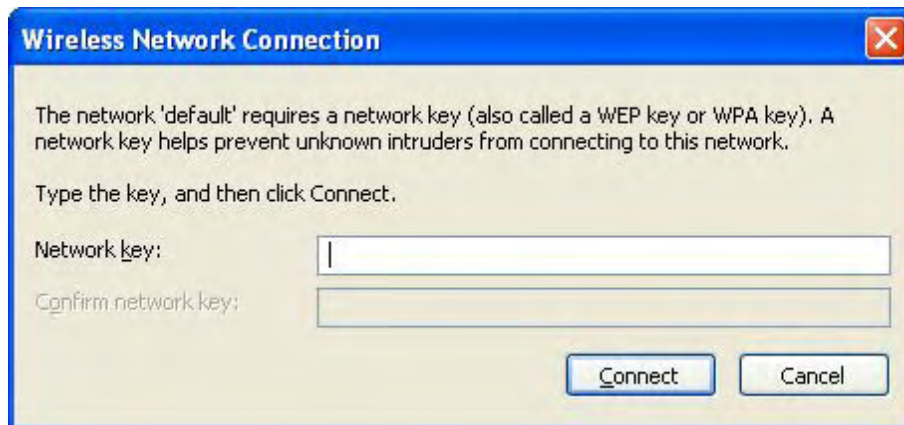 Wireless Network Connection
The network 'default' requires a network key (also called a WEP key or WPA key). A
network key helps prevent unknown intruders from connecting to this network.
Type the key, and then click Connect.
Network key:
Confirm network key:
Connect Cancel